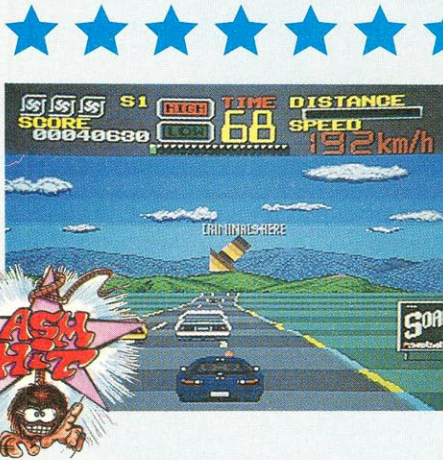 S1 HIGH TIME DISTANCE
SCORE LOW 68 SPEED
00040630 192km/h
CRIMINALS HERE